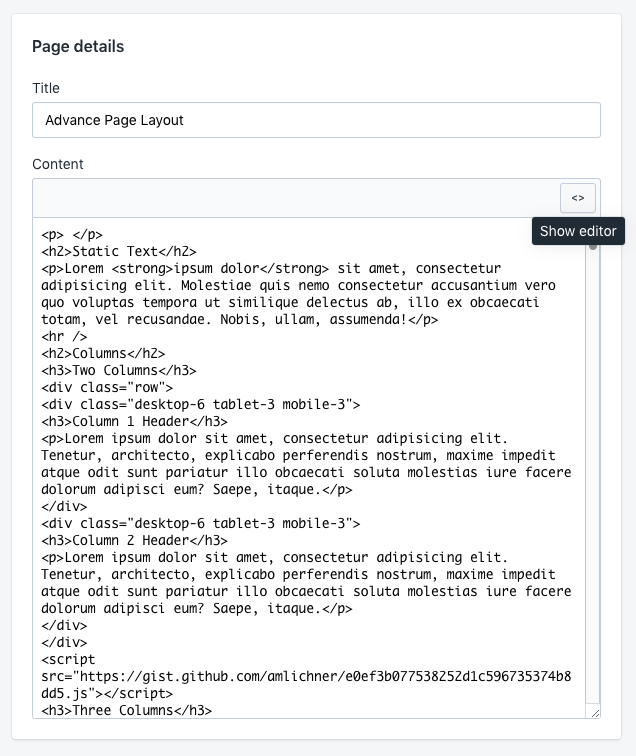 Page details
Title
Advance Page Layout
Content
<>
Show editor
<p> </p>
<h2>Static Text</h2>
<p>Lorem <strong>ipsum dolor</strong> sit amet, consectetur
adipisicing elit. Molestiae quis nemo consectetur accusantium vero
quo voluptas tempora ut similique delectus ab, illo ex obcaecati
totam, vel recusandae. Nobis, ullam, assumenda!</p>
<hr />
<h2>Columns</h2>
<h3>Two Columns</h3>
<div class="row">
<div class="desktop-6 tablet-3 mobile-3">
<h3>Column 1 Header</h3>
<p>Lorem ipsum dolor sit amet, consectetur adipisicing elit.
Tenetur, architecto, explicabo perferendis nostrum, maxime impedit
atque odit sunt pariatur illo obcaecati soluta molestias iure facere
dolorum adipisci eum? Saepe, itaque.</p>
</div>
<div class="desktop-6 tablet-3 mobile-3">
<h3>Column 2 Header</h3>
<p>Lorem ipsum dolor sit amet, consectetur adipisicing elit.
Tenetur, architecto, explicabo perferendis nostrum, maxime impedit
atque odit sunt pariatur illo obcaecati soluta molestias iure facere
dolorum adipisci eum? Saepe, itaque.</p>
</div>
</div>
<script
src="https://gist.github.com/amlichner/e0ef3b077538252d1c596735374b8
dd5.js"></script>
<h3>Three Columns</h3>